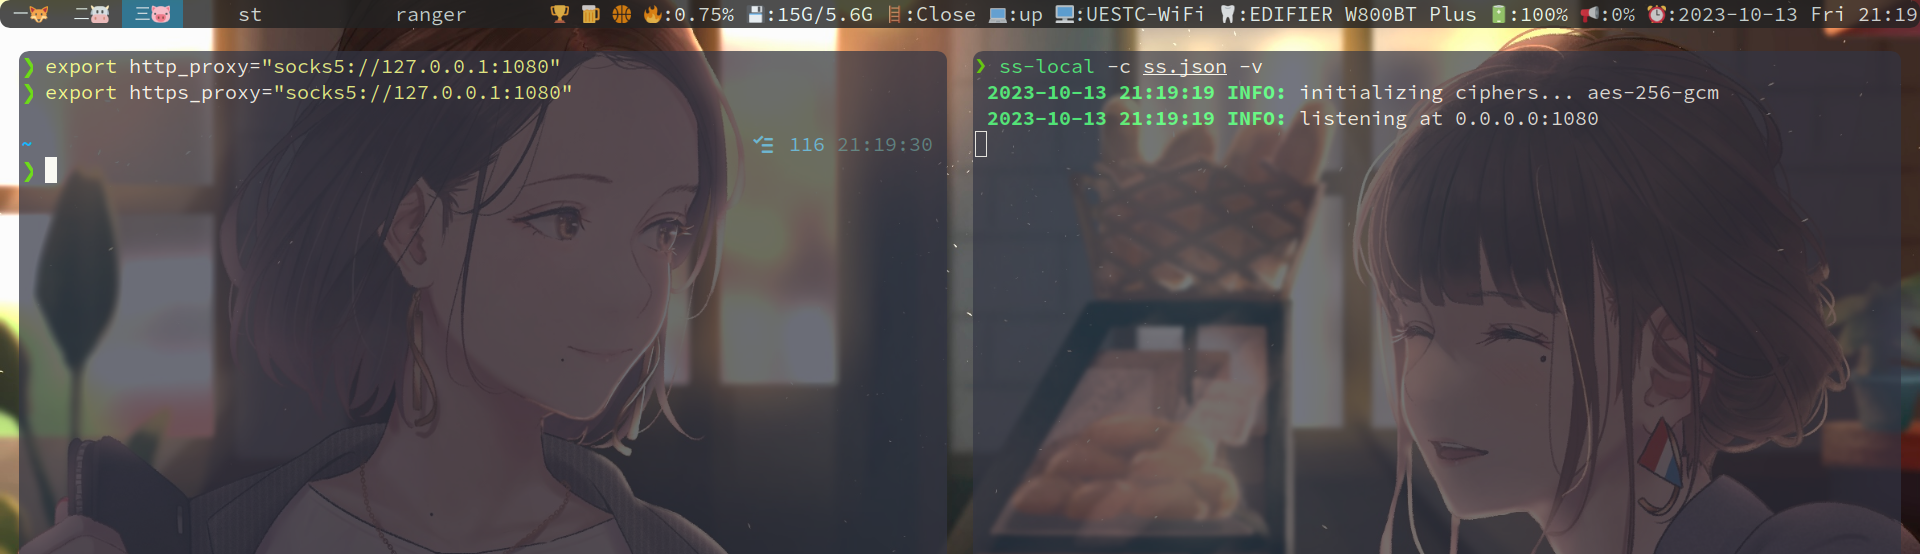 一🦊 二🐮 三🐷 st ranger 🏆 🍺 🏀 🔥:0.75% 💾:15G/5.6G 🪜:Close 💻:up 🖥️:UESTC-WiFi 🦷:EDIFIER W800BT Plus 🔋:100% 📢:0% ⏰:2023-10-13 Fri 21:19
❯ export http_proxy="socks5://127.0.0.1:1080"
❯ export https_proxy="socks5://127.0.0.1:1080"
~ 116 21:19:30
❯
❯ ss-local -c ss.json -v
2023-10-13 21:19:19 INFO: initializing ciphers... aes-256-gcm
2023-10-13 21:19:19 INFO: listening at 0.0.0.0:1080